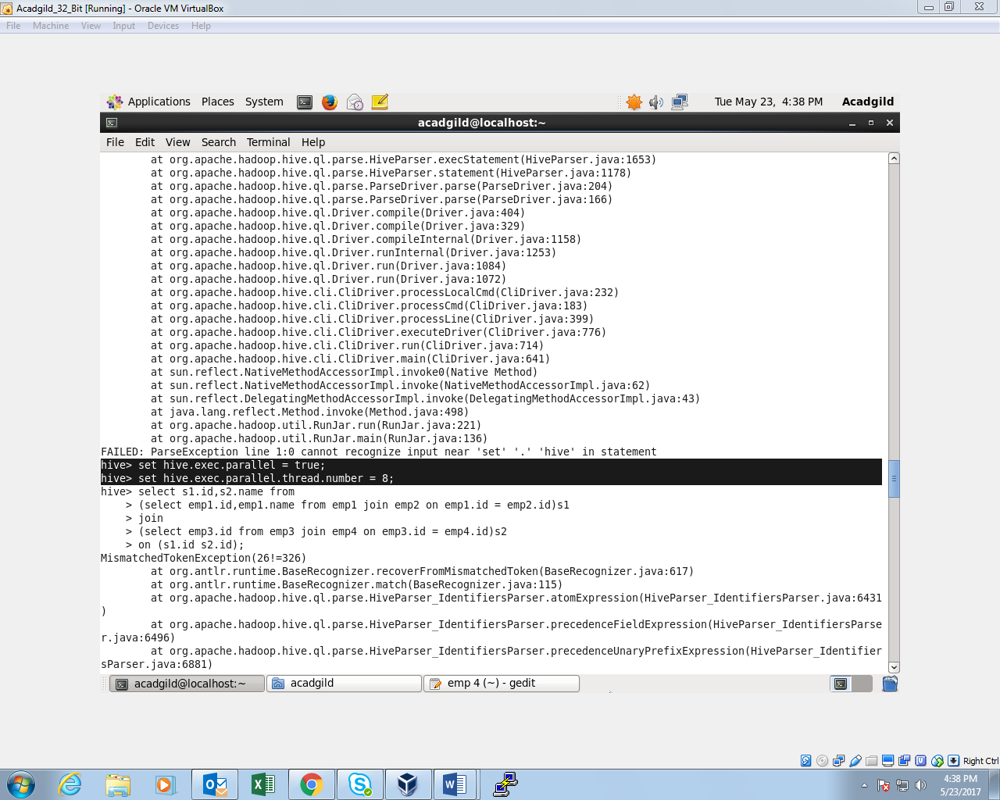 Acadgild_32_Bit [Running] - Oracle VM VirtualBox
File Machine View Input Devices Help
Applications Places System Tue May 23, 4:38 PM Acadgild
acadgild@localhost:~
File Edit View Search Terminal Help
at org.apache.hadoop.hive.ql.parse.HiveParser.execStatement(HiveParser.java:1653)
at org.apache.hadoop.hive.ql.parse.HiveParser.statement(HiveParser.java:1178)
at org.apache.hadoop.hive.ql.parse.ParseDriver.parse(ParseDriver.java:204)
at org.apache.hadoop.hive.ql.parse.ParseDriver.parse(ParseDriver.java:166)
at org.apache.hadoop.hive.ql.Driver.compile(Driver.java:404)
at org.apache.hadoop.hive.ql.Driver.compile(Driver.java:329)
at org.apache.hadoop.hive.ql.Driver.compileInternal(Driver.java:1158)
at org.apache.hadoop.hive.ql.Driver.runInternal(Driver.java:1253)
at org.apache.hadoop.hive.ql.Driver.run(Driver.java:1084)
at org.apache.hadoop.hive.ql.Driver.run(Driver.java:1072)
at org.apache.hadoop.hive.cli.CliDriver.processLocalCmd(CliDriver.java:232)
at org.apache.hadoop.hive.cli.CliDriver.processCmd(CliDriver.java:183)
at org.apache.hadoop.hive.cli.CliDriver.processLine(CliDriver.java:399)
at org.apache.hadoop.hive.cli.CliDriver.executeDriver(CliDriver.java:776)
at org.apache.hadoop.hive.cli.CliDriver.run(CliDriver.java:714)
at org.apache.hadoop.hive.cli.CliDriver.main(CliDriver.java:641)
at sun.reflect.NativeMethodAccessorImpl.invoke0(Native Method)
at sun.reflect.NativeMethodAccessorImpl.invoke(NativeMethodAccessorImpl.java:62)
at sun.reflect.DelegatingMethodAccessorImpl.invoke(DelegatingMethodAccessorImpl.java:43)
at java.lang.reflect.Method.invoke(Method.java:498)
at org.apache.hadoop.util.RunJar.run(RunJar.java:221)
at org.apache.hadoop.util.RunJar.main(RunJar.java:136)
FAILED: ParseException line 1:0 cannot recognize input near 'set' '.' 'hive' in statement
hive> set hive.exec.parallel = true;
hive> set hive.exec.parallel.thread.number = 8;
hive> select s1.id,s2.name from
> (select emp1.id,emp1.name from emp1 join emp2 on emp1.id = emp2.id)s1
> join
> (select emp3.id from emp3 join emp4 on emp3.id = emp4.id)s2
> on (s1.id s2.id);
MismatchedTokenException(26!=326)
at org.antlr.runtime.BaseRecognizer.recoverFromMismatchedToken(BaseRecognizer.java:617)
at org.antlr.runtime.BaseRecognizer.match(BaseRecognizer.java:115)
at org.apache.hadoop.hive.ql.parse.HiveParser_IdentifiersParser.atomExpression(HiveParser_IdentifiersParser.java:6431
)
at org.apache.hadoop.hive.ql.parse.HiveParser_IdentifiersParser.precedenceFieldExpression(HiveParser_IdentifiersParse
r.java:6496)
at org.apache.hadoop.hive.ql.parse.HiveParser_IdentifiersParser.precedenceUnaryPrefixExpression(HiveParser_Identifier
sParser.java:6881)
acadgild@localhost:~ acadgild emp 4 (~) - gedit
Right Ctrl
4:38 PM
5/23/2017